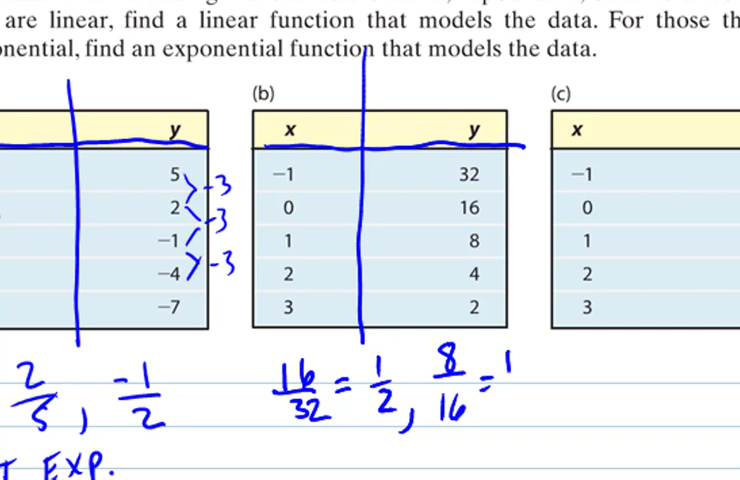 are linear, find a linear function that models the data. For those th
onential, find an exponential function that models the data.
(b) (c)
y x y x
5 −1 32 −1
2 0 16 0
−1 1 8 1
−4 2 4 2
−7 3 2 3
-3
-3
-3
2/5, -1/2 16/32 = 1/2, 8/16 = 1
T EXP.